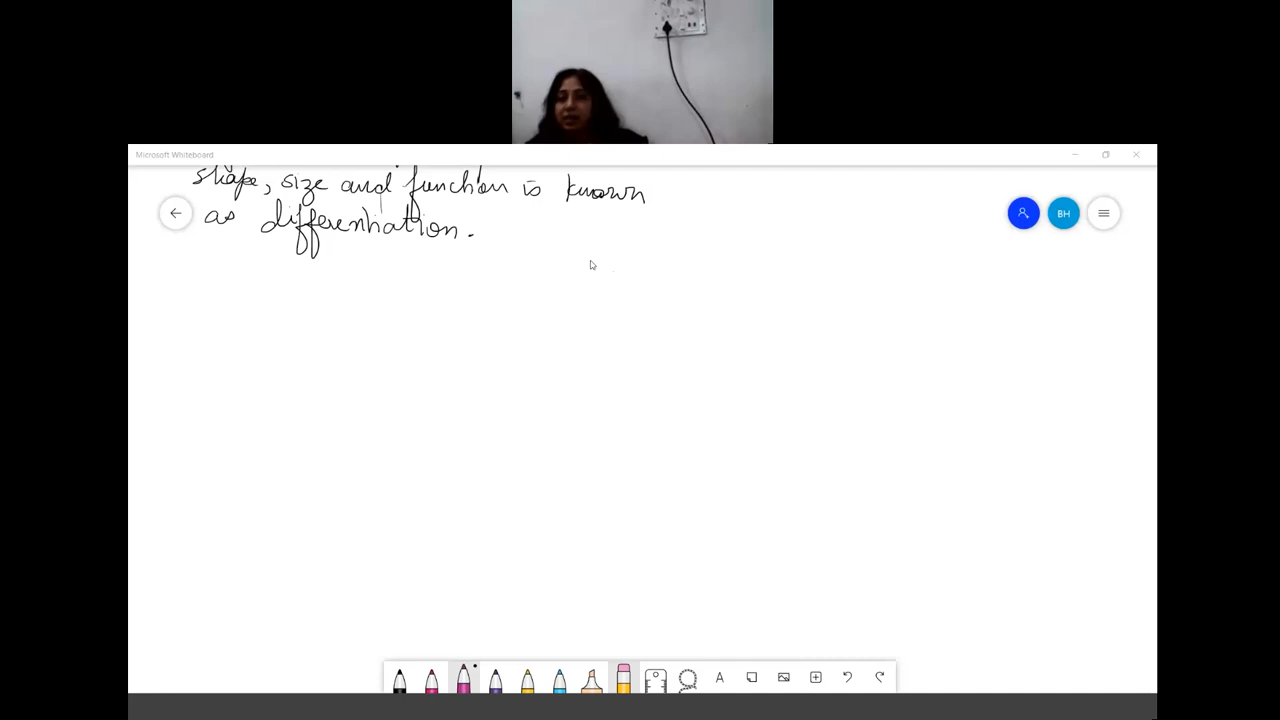 Microsoft Whiteboard
shape, size and function is known
as differentiation.
BH
A